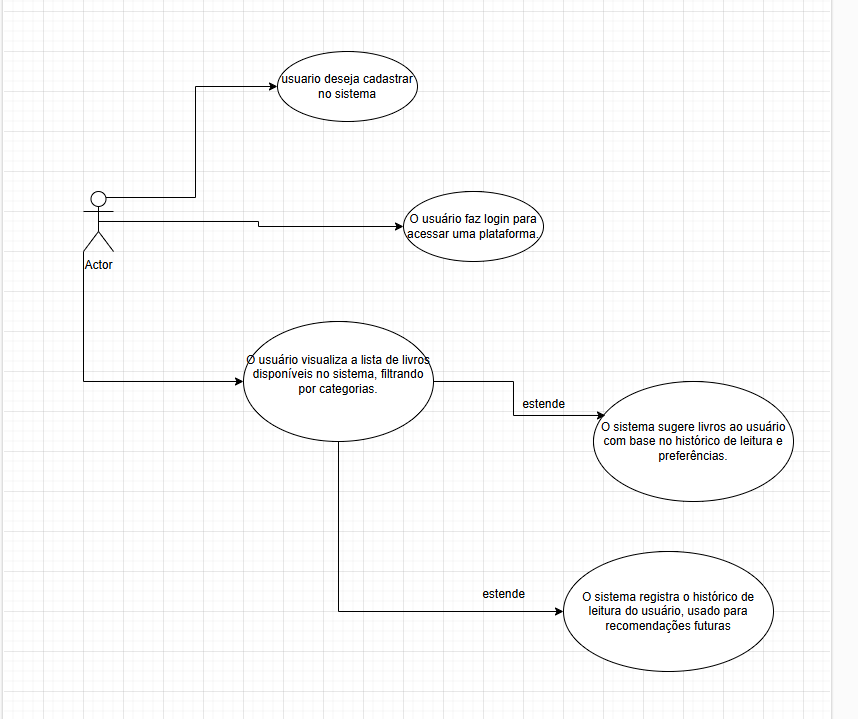 usuario deseja cadastrar
no sistema
O usuário faz login para
acessar uma plataforma.
Actor
O usuário visualiza a lista de livros
disponíveis no sistema, filtrando
por categorias.
estende
O sistema sugere livros ao usuário
com base no histórico de leitura e
preferências.
estende
O sistema registra o histórico de
leitura do usuário, usado para
recomendações futuras